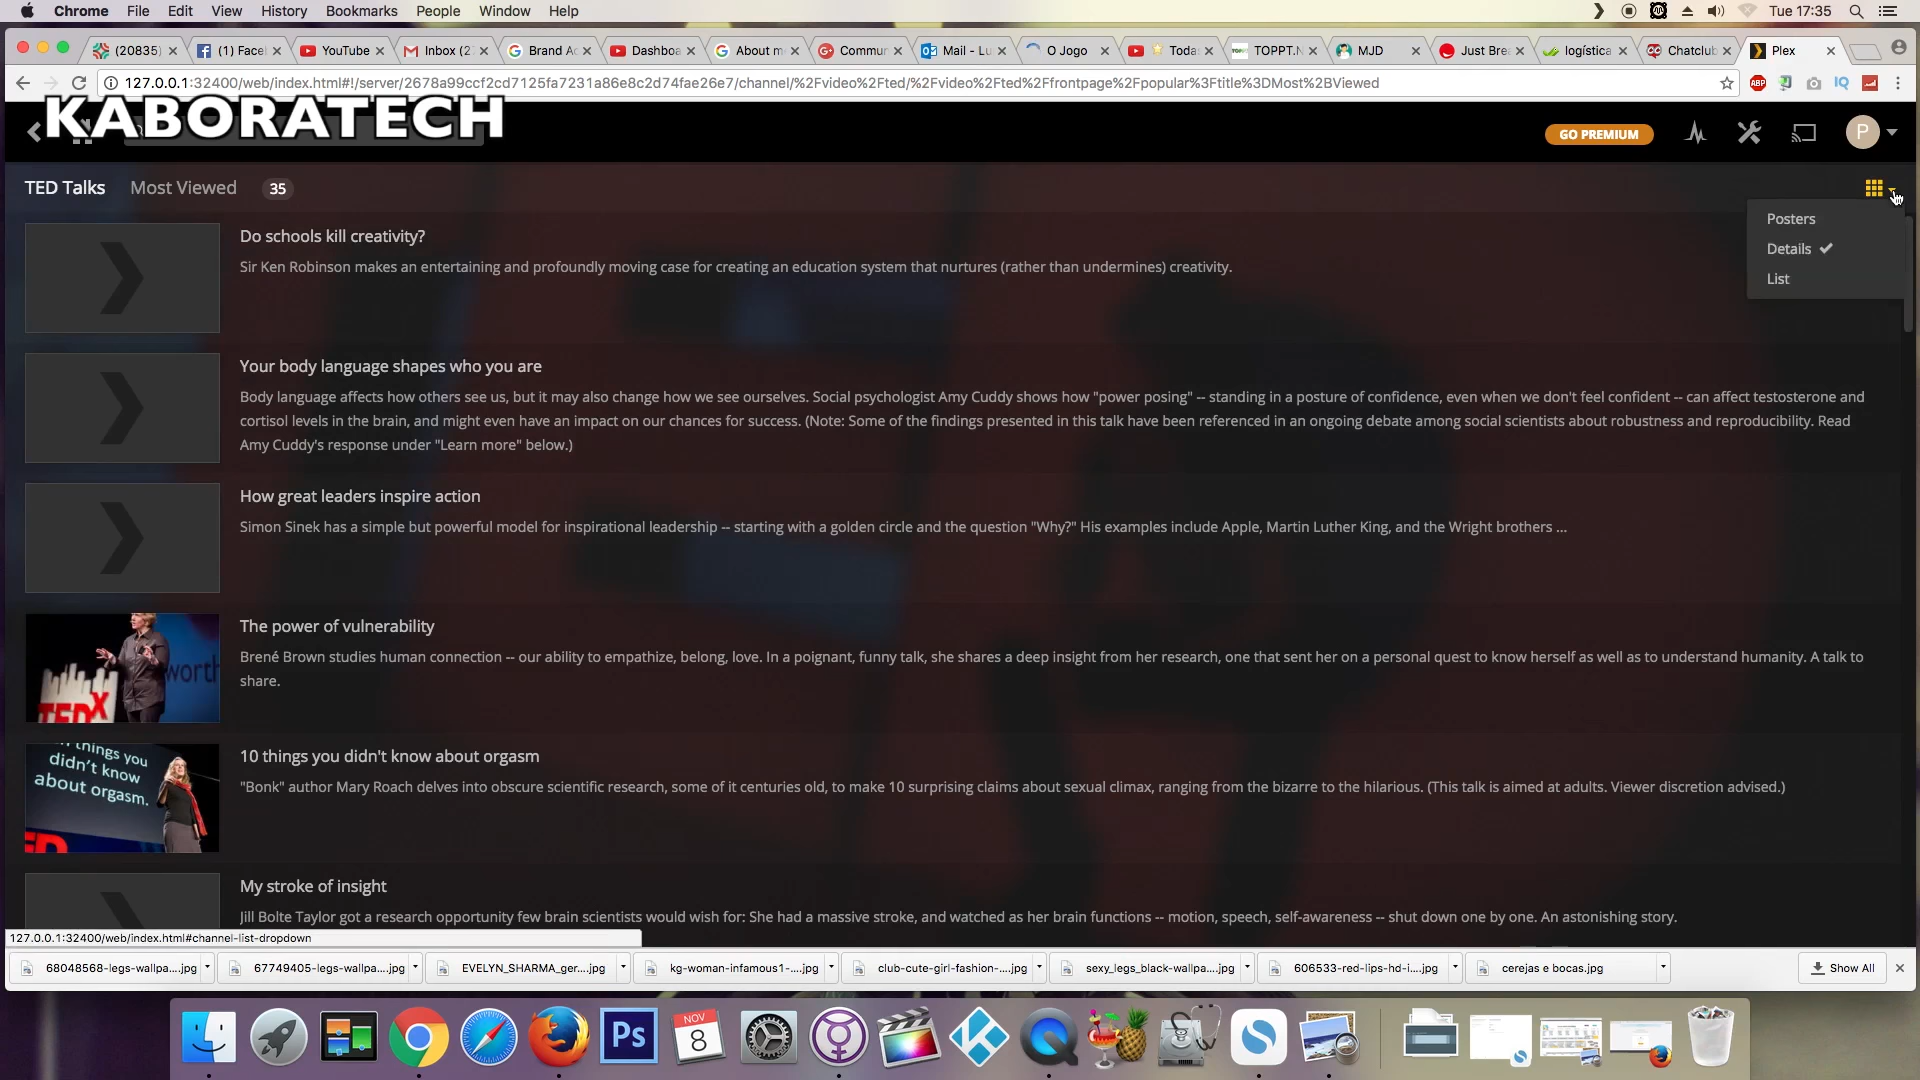 Chrome File Edit View History Bookmarks People Window Help
Tue 17:35
(20835)
(1) Face
YouTube
Inbox (2
Brand Ac
Dashboa
About m
Commun
Mail - Lu
O Jogo
Toda
TOPPT.N
MJD
Just Bre
logística
Chatclub
Plex
127.0.0.1:32400/web/index.html#!/server/2678a99ccf2cd7125fa7231a86e8c2d74fae26e7/channel/%2Fvideo%2Fted/%2Fvideo%2Fted%2Ffrontpage%2Fpopular%3Ftitle%3DMost%2BViewed
ABP
IQ
KABORATECH
GO PREMIUM
P
TED Talks Most Viewed 35
Posters
Details
List
Do schools kill creativity?
Sir Ken Robinson makes an entertaining and profoundly moving case for creating an education system that nurtures (rather than undermines) creativity.
Your body language shapes who you are
Body language affects how others see us, but it may also change how we see ourselves. Social psychologist Amy Cuddy shows how "power posing" -- standing in a posture of confidence, even when we don't feel confident -- can affect testosterone and
cortisol levels in the brain, and might even have an impact on our chances for success. (Note: Some of the findings presented in this talk have been referenced in an ongoing debate among social scientists about robustness and reproducibility. Read
Amy Cuddy's response under "Learn more" below.)
How great leaders inspire action
Simon Sinek has a simple but powerful model for inspirational leadership -- starting with a golden circle and the question "Why?" His examples include Apple, Martin Luther King, and the Wright brothers ...
The power of vulnerability
Brené Brown studies human connection -- our ability to empathize, belong, love. In a poignant, funny talk, she shares a deep insight from her research, one that sent her on a personal quest to know herself as well as to understand humanity. A talk to
share.
worth
TEDx
10 things you didn't know about orgasm
"Bonk" author Mary Roach delves into obscure scientific research, some of it centuries old, to make 10 surprising claims about sexual climax, ranging from the bizarre to the hilarious. (This talk is aimed at adults. Viewer discretion advised.)
things you
didn't know
about orgasm.
My stroke of insight
Jill Bolte Taylor got a research opportunity few brain scientists would wish for: She had a massive stroke, and watched as her brain functions -- motion, speech, self-awareness -- shut down one by one. An astonishing story.
127.0.0.1:32400/web/index.html#channel-list-dropdown
68048568-legs-wallpa....jpg
67749405-legs-wallpa....jpg
EVELYN_SHARMA_ger....jpg
kg-woman-infamous1-....jpg
club-cute-girl-fashion-....jpg
sexy_legs_black-wallpa....jpg
606533-red-lips-hd-i....jpg
cerejas e bocas.jpg
Show All
Ps
NOV
8